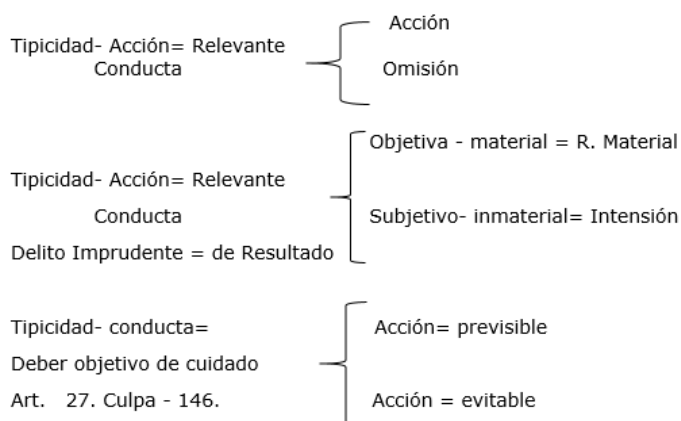 Acción
Tipicidad- Acción= Relevante
Conducta
Omisión
Objetiva - material = R. Material
Tipicidad- Acción= Relevante
Conducta
Subjetivo- inmaterial= Intensión
Delito Imprudente = de Resultado
Tipicidad- conducta=
Acción= previsible
Deber objetivo de cuidado
Art. 27. Culpa - 146.
Acción = evitable